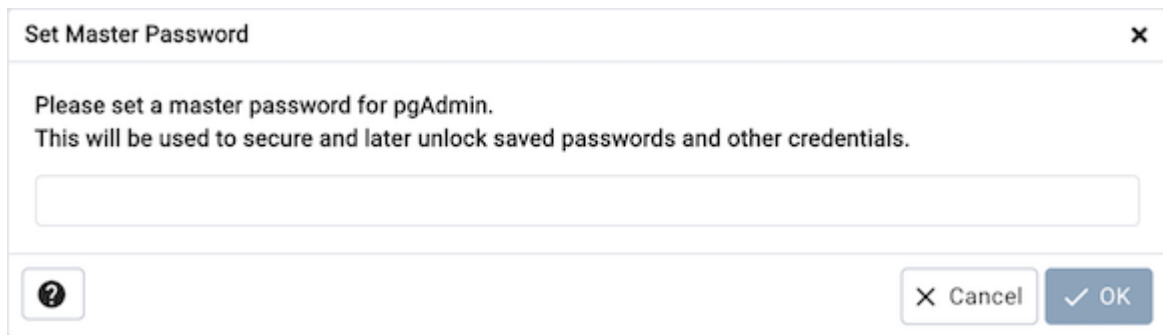 Set Master Password
Please set a master password for pgAdmin.
This will be used to secure and later unlock saved passwords and other credentials.
Cancel
OK